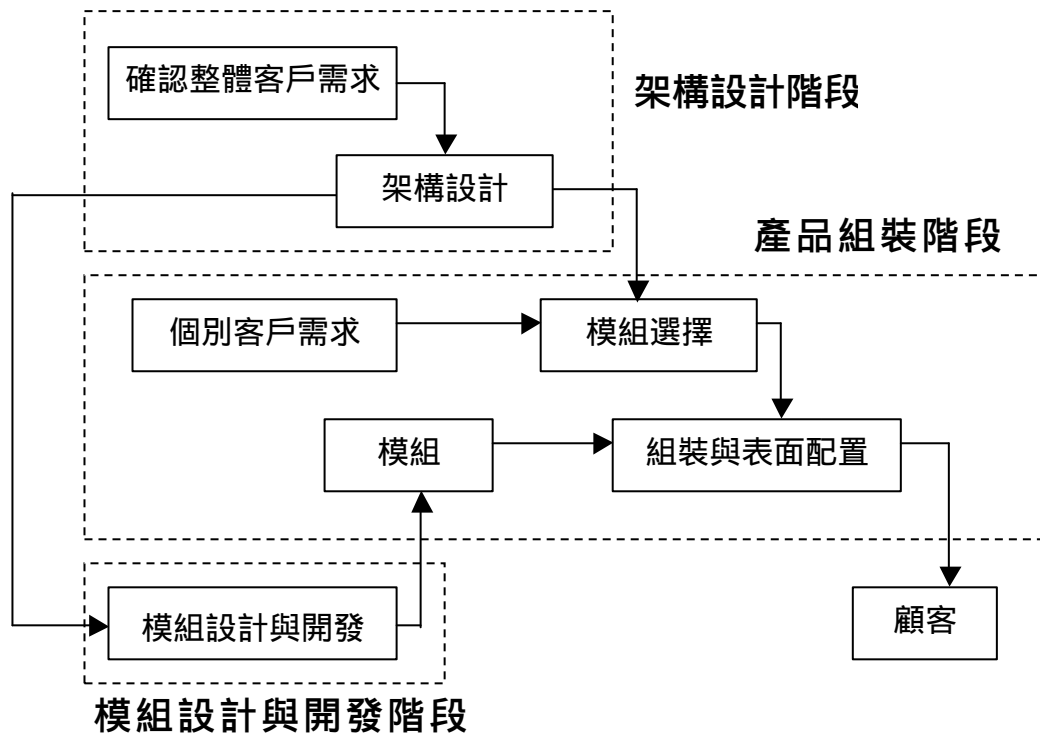 確認整體客戶需求
架構設計階段
架構設計
產品組裝階段
個別客戶需求
模組選擇
模組
組裝與表面配置
模組設計與開發
顧客
模組設計與開發階段